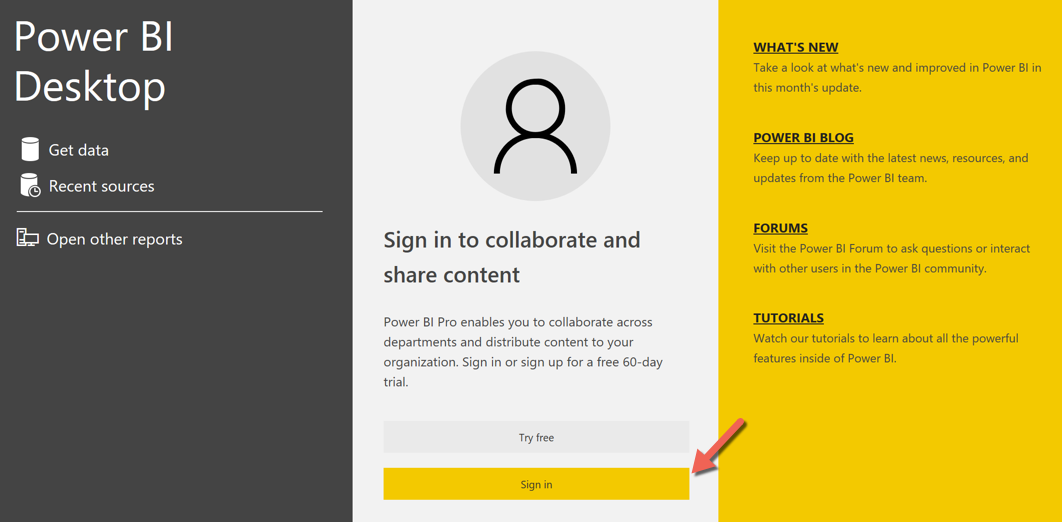 Power BI
Desktop
Get data
Recent sources
Open other reports
Sign in to collaborate and
share content
Power BI Pro enables you to collaborate across
departments and distribute content to your
organization. Sign in or sign up for a free 60-day
trial.
Try free
Sign in
WHAT'S NEW
Take a look at what's new and improved in Power BI in
this month's update.
POWER BI BLOG
Keep up to date with the latest news, resources, and
updates from the Power BI team.
FORUMS
Visit the Power BI Forum to ask questions or interact
with other users in the Power BI community.
TUTORIALS
Watch our tutorials to learn about all the powerful
features inside of Power BI.